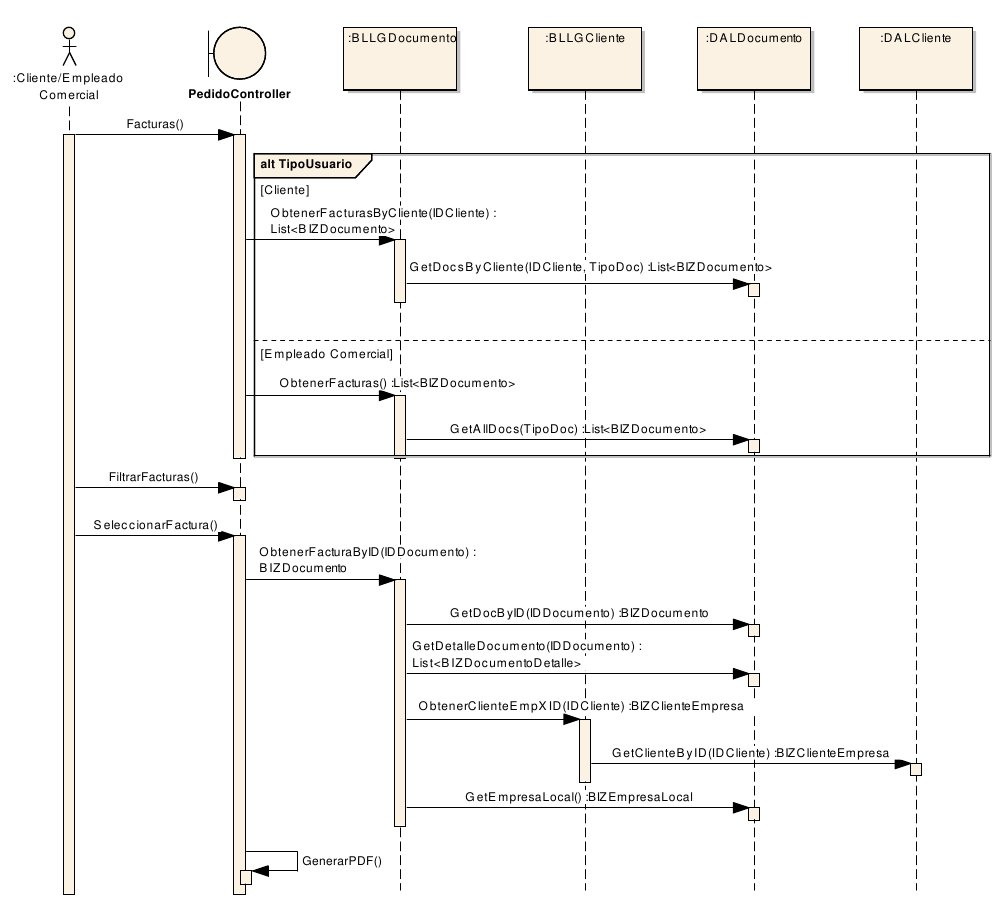 :Cliente/Empleado
Comercial
PedidoController
:BLLGDocumento
:BLLGCliente
:DALDocumento
:DALCliente
Facturas()
alt TipoUsuario
[Cliente]
ObtenerFacturasByCliente(IDCliente) :
List<BIZDocumento>
GetDocsByCliente(IDCliente, TipoDoc) :List<BIZDocumento>
[Empleado Comercial]
ObtenerFacturas() :List<BIZDocumento>
GetAllDocs(TipoDoc) :List<BIZDocumento>
FiltrarFacturas()
SeleccionarFactura()
ObtenerFacturaByID(IDDocumento) :
BIZDocumento
GetDocByID(IDDocumento) :BIZDocumento
GetDetalleDocumento(IDDocumento) :
List<BIZDocumentoDetalle>
ObtenerClienteEmpXID(IDCliente) :BIZClienteEmpresa
GetClienteByID(IDCliente) :BIZClienteEmpresa
GetEmpresaLocal() :BIZEmpresaLocal
GenerarPDF()